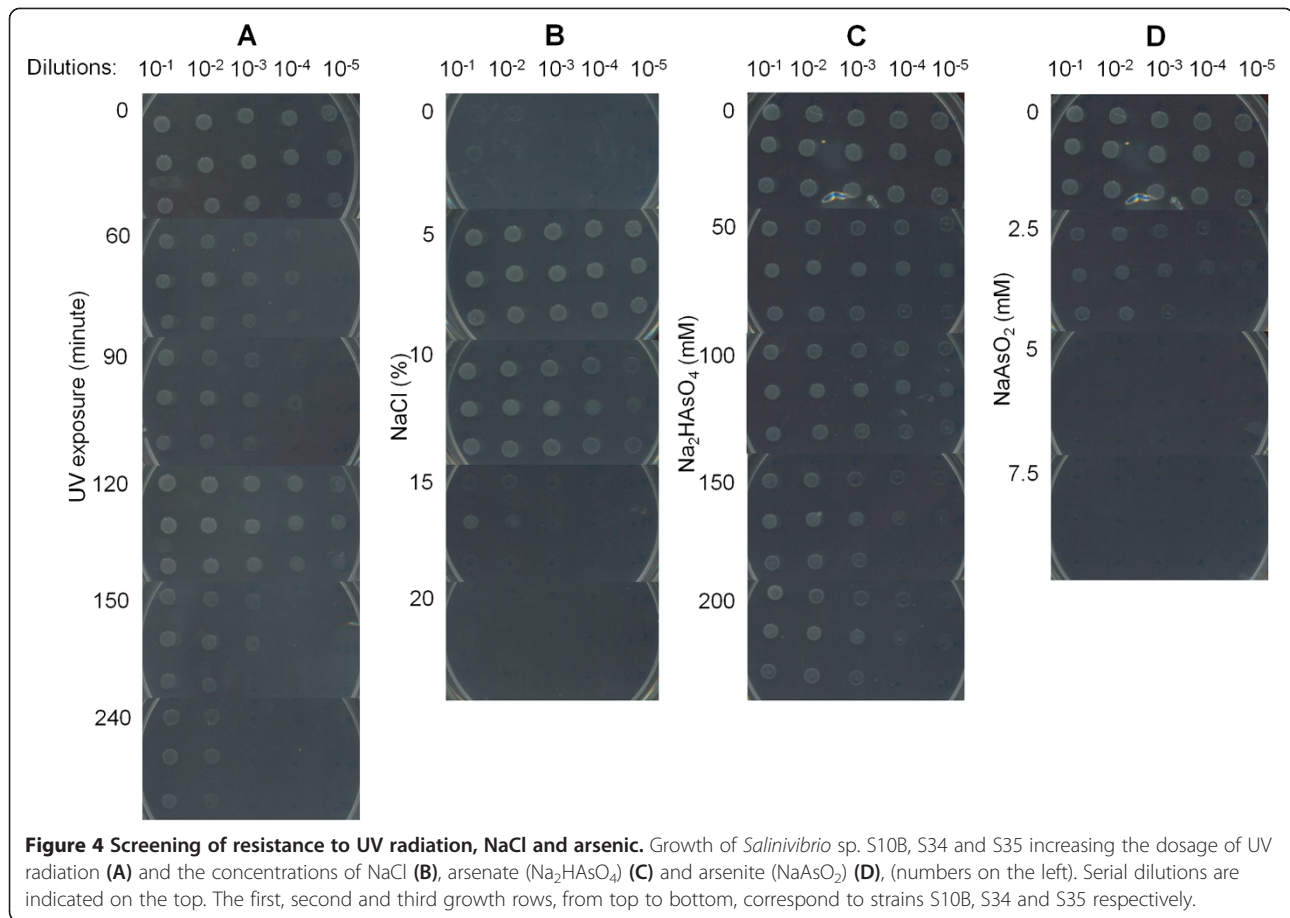 A B C D
Dilutions: 10⁻¹ 10⁻² 10⁻³ 10⁻⁴ 10⁻⁵ 10⁻¹ 10⁻² 10⁻³ 10⁻⁴ 10⁻⁵ 10⁻¹ 10⁻² 10⁻³ 10⁻⁴ 10⁻⁵ 10⁻¹ 10⁻² 10⁻³ 10⁻⁴ 10⁻⁵
UV exposure (minute)
0
60
90
120
150
240
NaCl (%)
0
5
10
15
20
Na₂HAsO₄ (mM)
0
50
100
150
200
NaAsO₂ (mM)
0
2.5
5
7.5
Figure 4 Screening of resistance to UV radiation, NaCl and arsenic. Growth of Salinivibrio sp. S10B, S34 and S35 increasing the dosage of UV
radiation (A) and the concentrations of NaCl (B), arsenate (Na₂HAsO₄) (C) and arsenite (NaAsO₂) (D), (numbers on the left). Serial dilutions are
indicated on the top. The first, second and third growth rows, from top to bottom, correspond to strains S10B, S34 and S35 respectively.